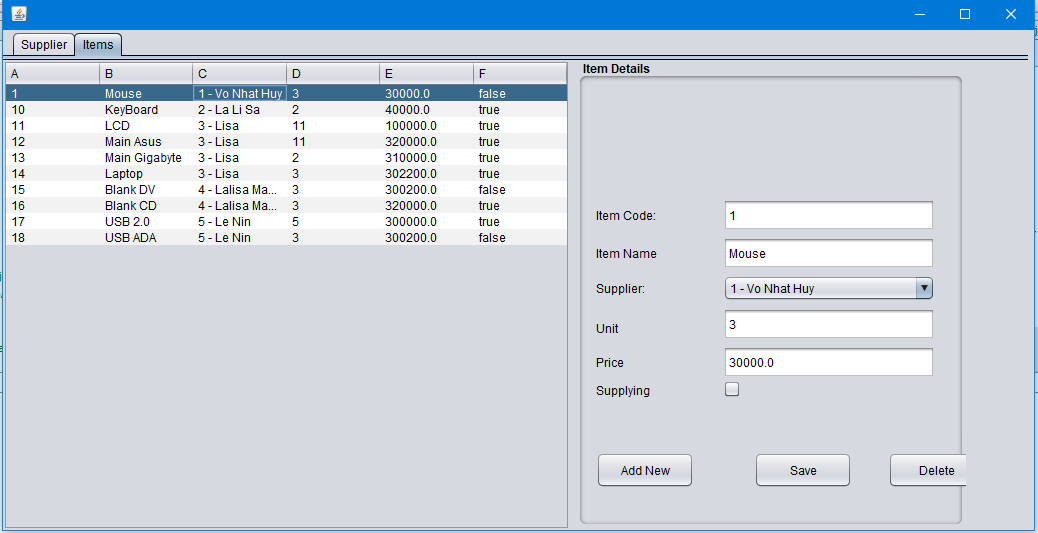 Supplier Items
A B C D E F
1 Mouse 1 - Vo Nhat Huy 3 30000.0 false
10 KeyBoard 2 - La Li Sa 2 40000.0 true
11 LCD 3 - Lisa 11 100000.0 true
12 Main Asus 3 - Lisa 11 320000.0 true
13 Main Gigabyte 3 - Lisa 2 310000.0 true
14 Laptop 3 - Lisa 3 302200.0 true
15 Blank DV 4 - Lalisa Ma... 3 300200.0 false
16 Blank CD 4 - Lalisa Ma... 3 320000.0 true
17 USB 2.0 5 - Le Nin 5 300000.0 true
18 USB ADA 5 - Le Nin 3 300200.0 false
Item Details
Item Code: 1
Item Name Mouse
Supplier: 1 - Vo Nhat Huy
Unit 3
Price 30000.0
Supplying
Add New Save Delete